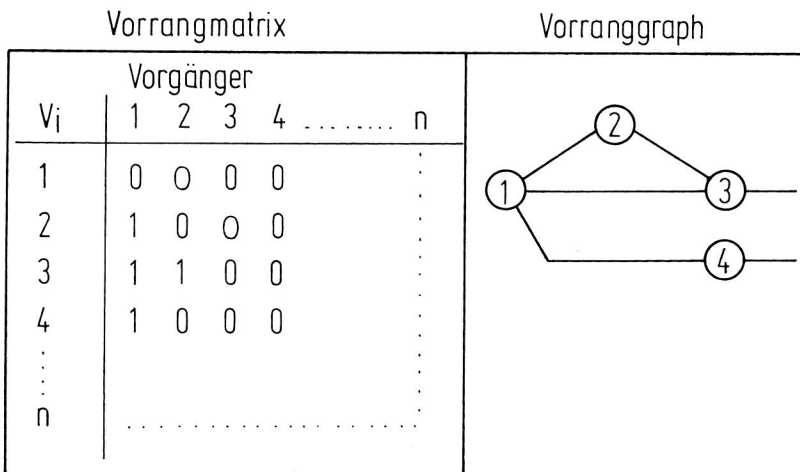 Vorrangmatrix Vorranggraph
Vorgänger
Vi 1 2 3 4 ......... n
1 0 0 0 0
2 1 0 0 0
3 1 1 0 0
4 1 0 0 0
n
2
1 3
4